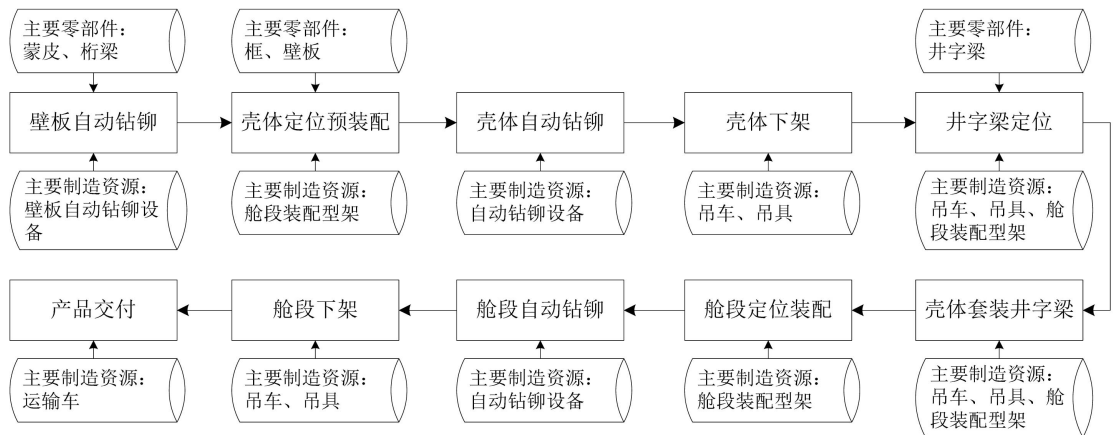 主要零部件：
蒙皮、桁梁
主要零部件：
框、壁板
主要零部件：
井字梁
壁板自动钻铆
壳体定位预装配
壳体自动钻铆
壳体下架
井字梁定位
主要制造资源：
壁板自动钻铆设
备
主要制造资源：
舱段装配型架
主要制造资源：
自动钻铆设备
主要制造资源：
吊车、吊具
主要制造资源：
吊车、吊具、舱
段装配型架
产品交付
舱段下架
舱段自动钻铆
舱段定位装配
壳体套装井字梁
主要制造资源：
运输车
主要制造资源：
吊车、吊具
主要制造资源：
自动钻铆设备
主要制造资源：
舱段装配型架
主要制造资源：
吊车、吊具、舱
段装配型架